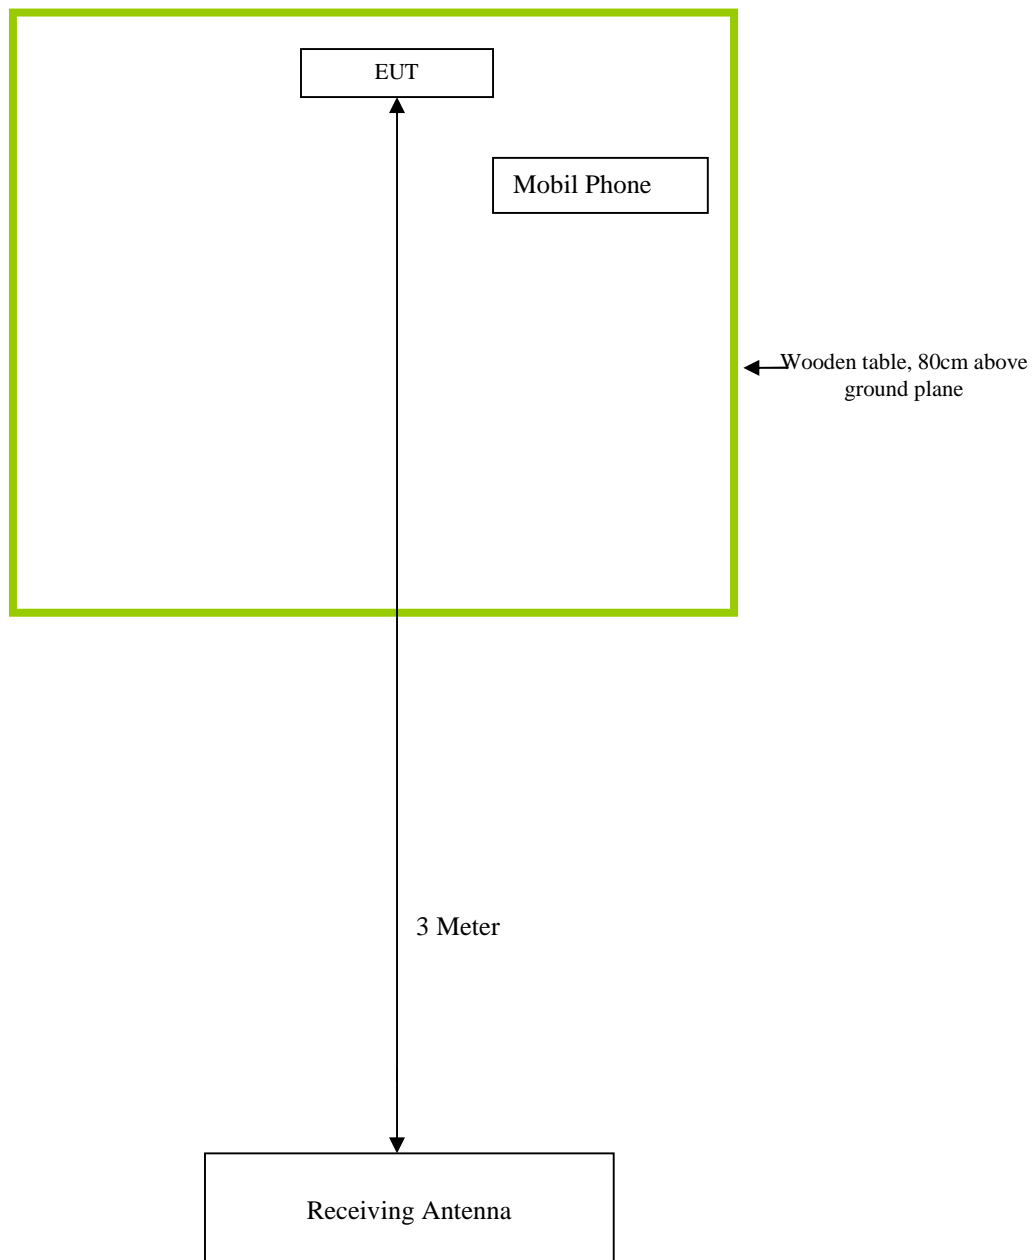 EUT
Mobil Phone
Wooden table, 80cm above
ground plane
3 Meter
Receiving Antenna